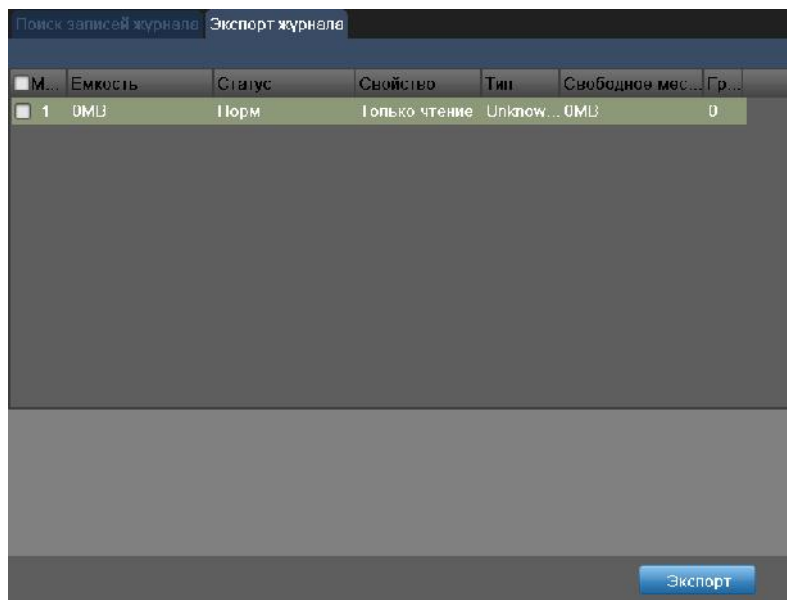 Поиск записей журнала Экспорт журнала
М... Емкость Статус Свойство Тип Свободное мес... Гр...
1 0MB Норм Только чтение Unknow... 0MB 0
Экспорт